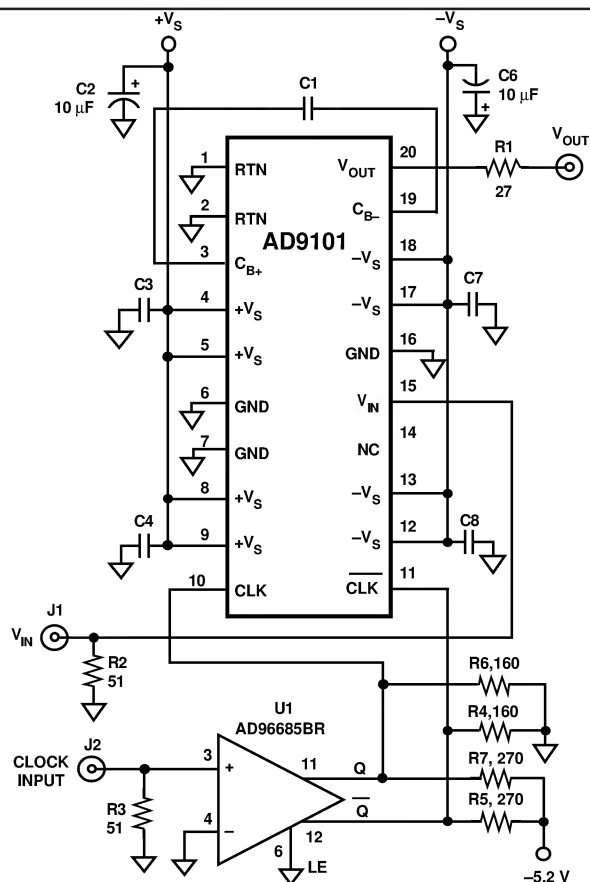 +VS
−VS
C2
10 µF
+
C1
C6
10 µF
+
VOUT
R1
27
1
RTN
VOUT
20
2
RTN
CB−
19
AD9101
3
CB+
−VS
18
C3
4
+VS
−VS
17
C7
5
+VS
GND
16
6
GND
VIN
15
7
GND
NC
14
8
+VS
−VS
13
C4
9
+VS
−VS
12
C8
10
CLK
CLK
11
J1
VIN
R2
51
R6,160
R4,160
U1
AD96685BR
R7, 270
R5, 270
J2
CLOCK
INPUT
3
+
11
Q
R3
51
4
−
Q
12
6
LE
−5.2 V